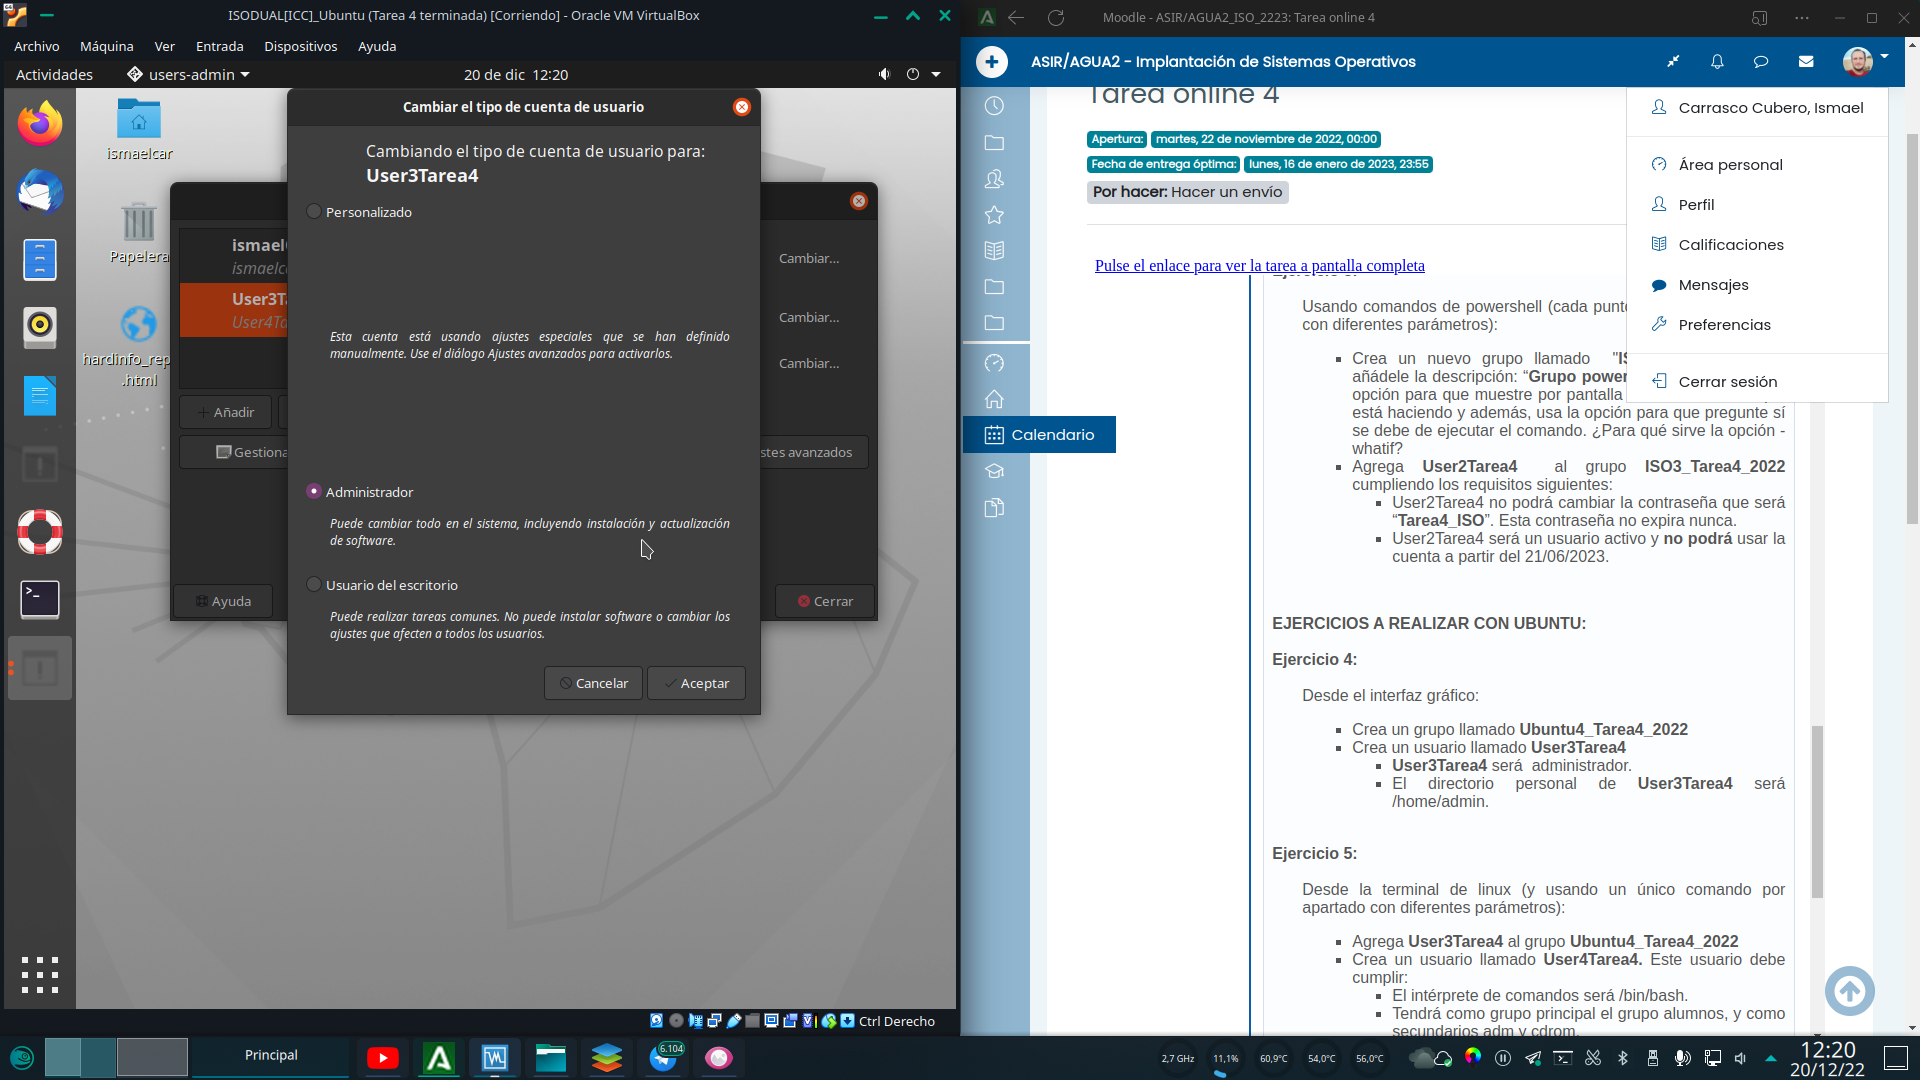 ISODUAL[ICC]_Ubuntu (Tarea 4 terminada) [Corriendo] - Oracle VM VirtualBox
Archivo Máquina Ver Entrada Dispositivos Ayuda
Actividades users-admin 20 de dic 12:20
ismaelcar
Papelera
hardinfo_rep
.html
Cambiar el tipo de cuenta de usuario
Cambiando el tipo de cuenta de usuario para:
User3Tarea4
Personalizado
Esta cuenta está usando ajustes especiales que se han definido
manualmente. Use el diálogo Ajustes avanzados para activarlos.
Administrador
Puede cambiar todo en el sistema, incluyendo instalación y actualización
de software.
Usuario del escritorio
Puede realizar tareas comunes. No puede instalar software o cambiar los
ajustes que afecten a todos los usuarios.
Cancelar
Aceptar
ismael
ismaelc
User3T
User4Ta
Cambiar...
Cambiar...
Cambiar...
Añadir
Gestiona
stes avanzados
Ayuda
Cerrar
Ctrl Derecho
Moodle - ASIR/AGUA2_ISO_2223: Tarea online 4
ASIR/AGUA2 - Implantación de Sistemas Operativos
Tarea online 4
Apertura: martes, 22 de noviembre de 2022, 00:00
Fecha de entrega óptima: lunes, 16 de enero de 2023, 23:55
Por hacer: Hacer un envío
Carrasco Cubero, Ismael
Área personal
Perfil
Calificaciones
Mensajes
Preferencias
Cerrar sesión
Calendario
Pulse el enlace para ver la tarea a pantalla completa
Usando comandos de powershell (cada punto
con diferentes parámetros):
Crea un nuevo grupo llamado "IS
añádele la descripción: “Grupo power
opción para que muestre por pantalla
está haciendo y además, usa la opción para que pregunte sí
se debe de ejecutar el comando. ¿Para qué sirve la opción -
whatif?
Agrega User2Tarea4 al grupo ISO3_Tarea4_2022
cumpliendo los requisitos siguientes:
User2Tarea4 no podrá cambiar la contraseña que será
“Tarea4_ISO”. Esta contraseña no expira nunca.
User2Tarea4 será un usuario activo y no podrá usar la
cuenta a partir del 21/06/2023.
EJERCICIOS A REALIZAR CON UBUNTU:
Ejercicio 4:
Desde el interfaz gráfico:
Crea un grupo llamado Ubuntu4_Tarea4_2022
Crea un usuario llamado User3Tarea4
User3Tarea4 será administrador.
El directorio personal de User3Tarea4 será
/home/admin.
Ejercicio 5:
Desde la terminal de linux (y usando un único comando por
apartado con diferentes parámetros):
Agrega User3Tarea4 al grupo Ubuntu4_Tarea4_2022
Crea un usuario llamado User4Tarea4. Este usuario debe
cumplir:
El intérprete de comandos será /bin/bash.
Tendrá como grupo principal el grupo alumnos, y como
secundarios adm y cdrom.
Principal
6.104
2,7 GHz 11,1% 60,9°C 54,0°C 56,0°C
12:20
20/12/22